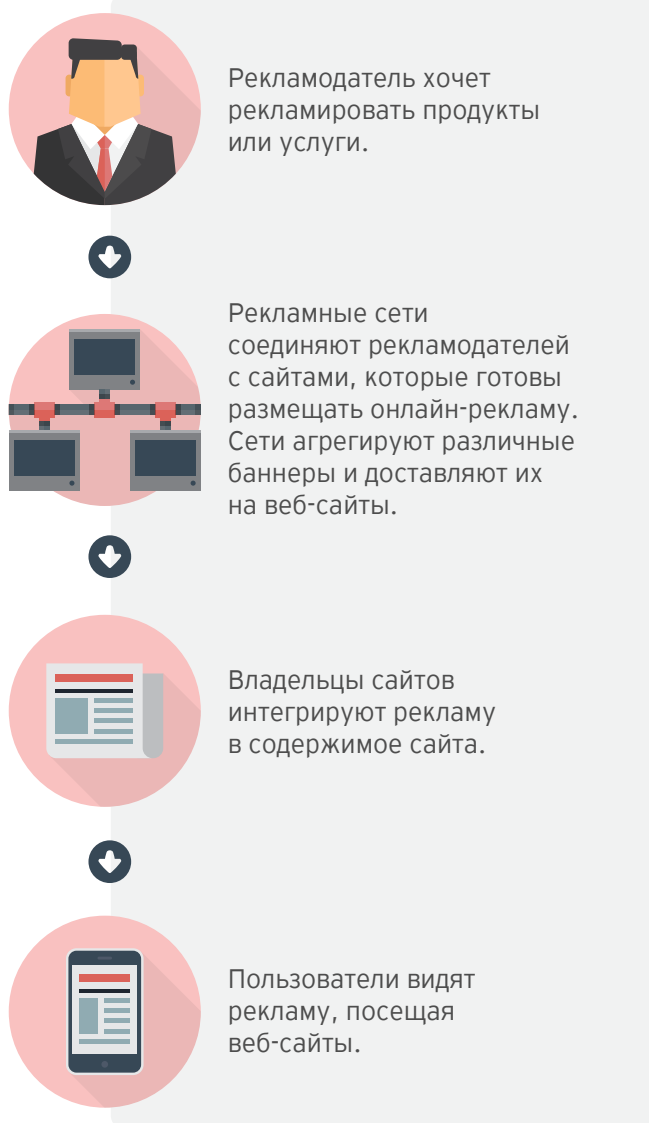 Рекламодатель хочет
рекламировать продукты
или услуги.
Рекламные сети
соединяют рекламодателей
с сайтами, которые готовы
размещать онлайн-рекламу.
Сети агрегируют различные
баннеры и доставляют их
на веб-сайты.
Владельцы сайтов
интегрируют рекламу
в содержимое сайта.
Пользователи видят
рекламу, посещая
веб-сайты.